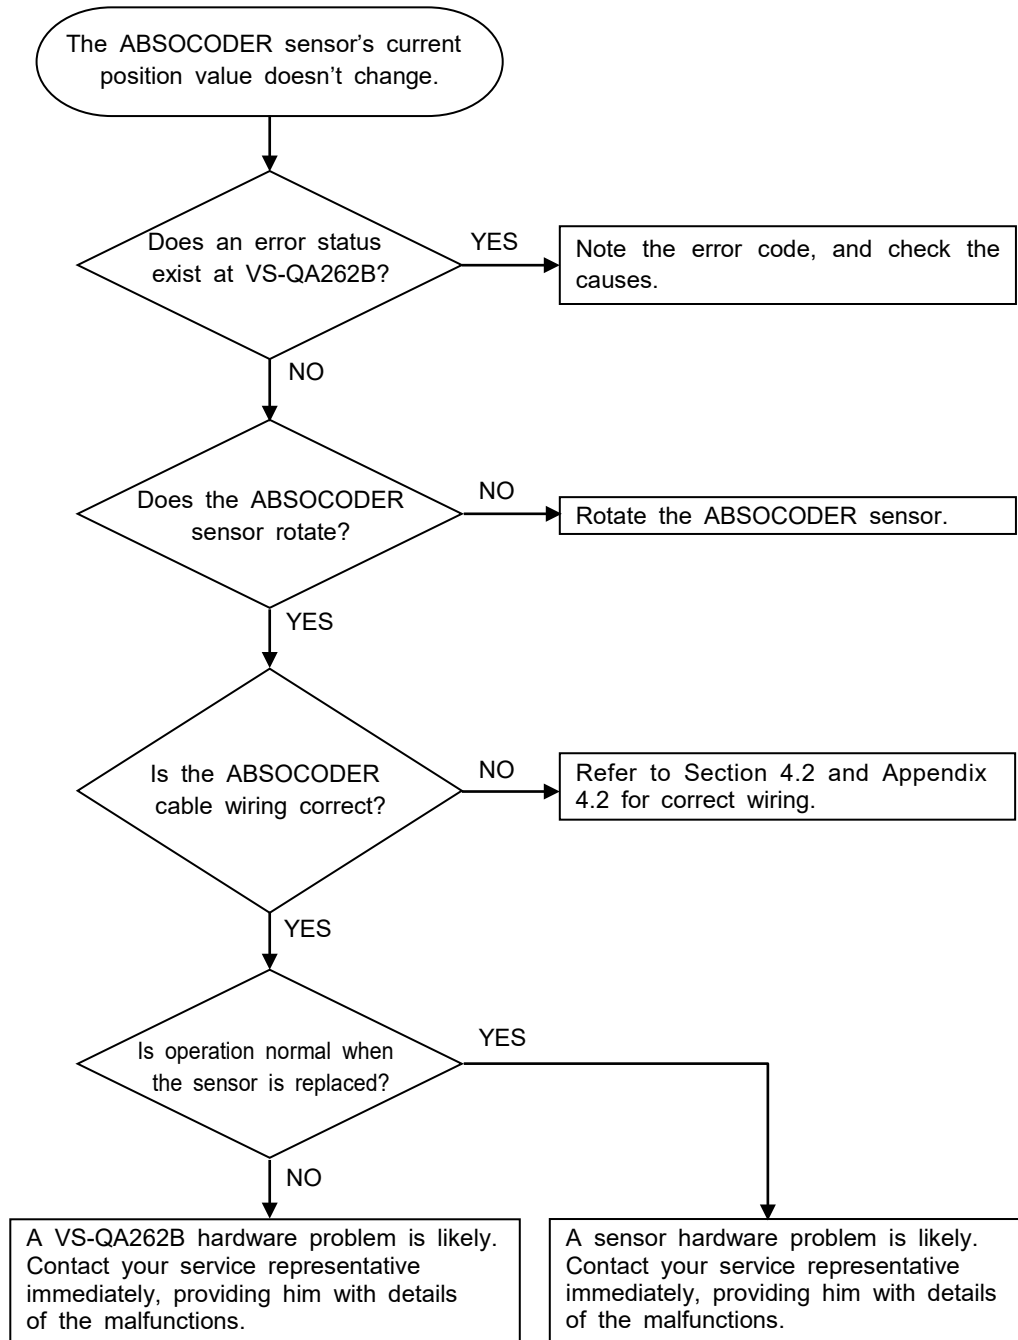 The ABSOCODER sensor's current
position value doesn't change.
Does an error status
exist at VS-QA262B?
YES
Note the error code, and check the
causes.
NO
Does the ABSOCODER
sensor rotate?
NO
Rotate the ABSOCODER sensor.
YES
Is the ABSOCODER
cable wiring correct?
NO
Refer to Section 4.2 and Appendix
4.2 for correct wiring.
YES
Is operation normal when
the sensor is replaced?
YES
NO
A VS-QA262B hardware problem is likely.
Contact your service representative
immediately, providing him with details
of the malfunctions.
A sensor hardware problem is likely.
Contact your service representative
immediately, providing him with details
of the malfunctions.